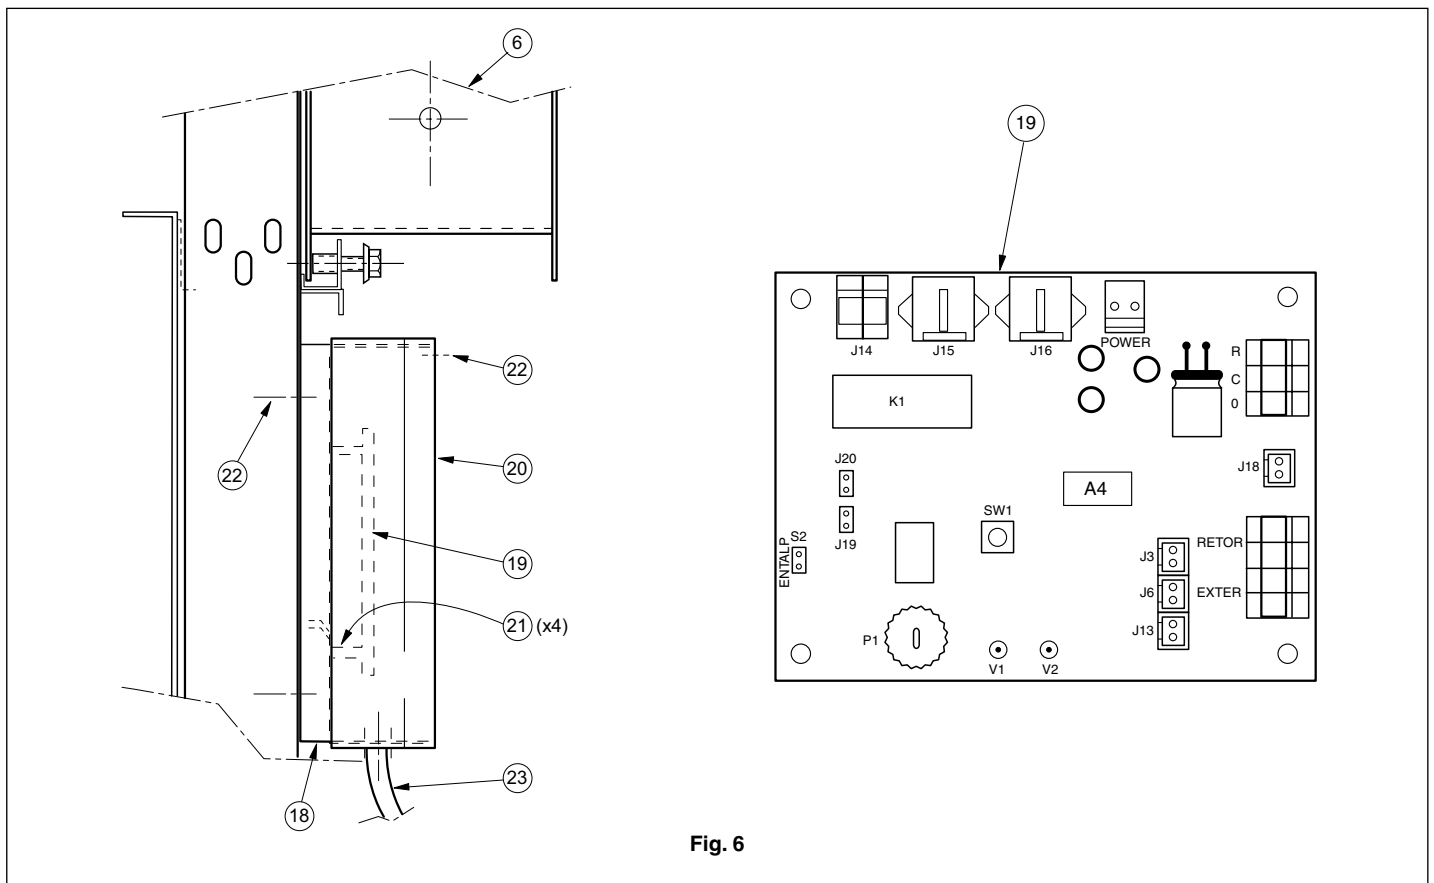 6
22
22
20
19
21 (x4)
23
18
19
J14
J15
J16
POWER
R
C
0
K1
J20
J19
S2
ENTALP
SW1
A4
J18
RETOR
EXTER
J3
J6
J13
P1
V1
V2
Fig. 6